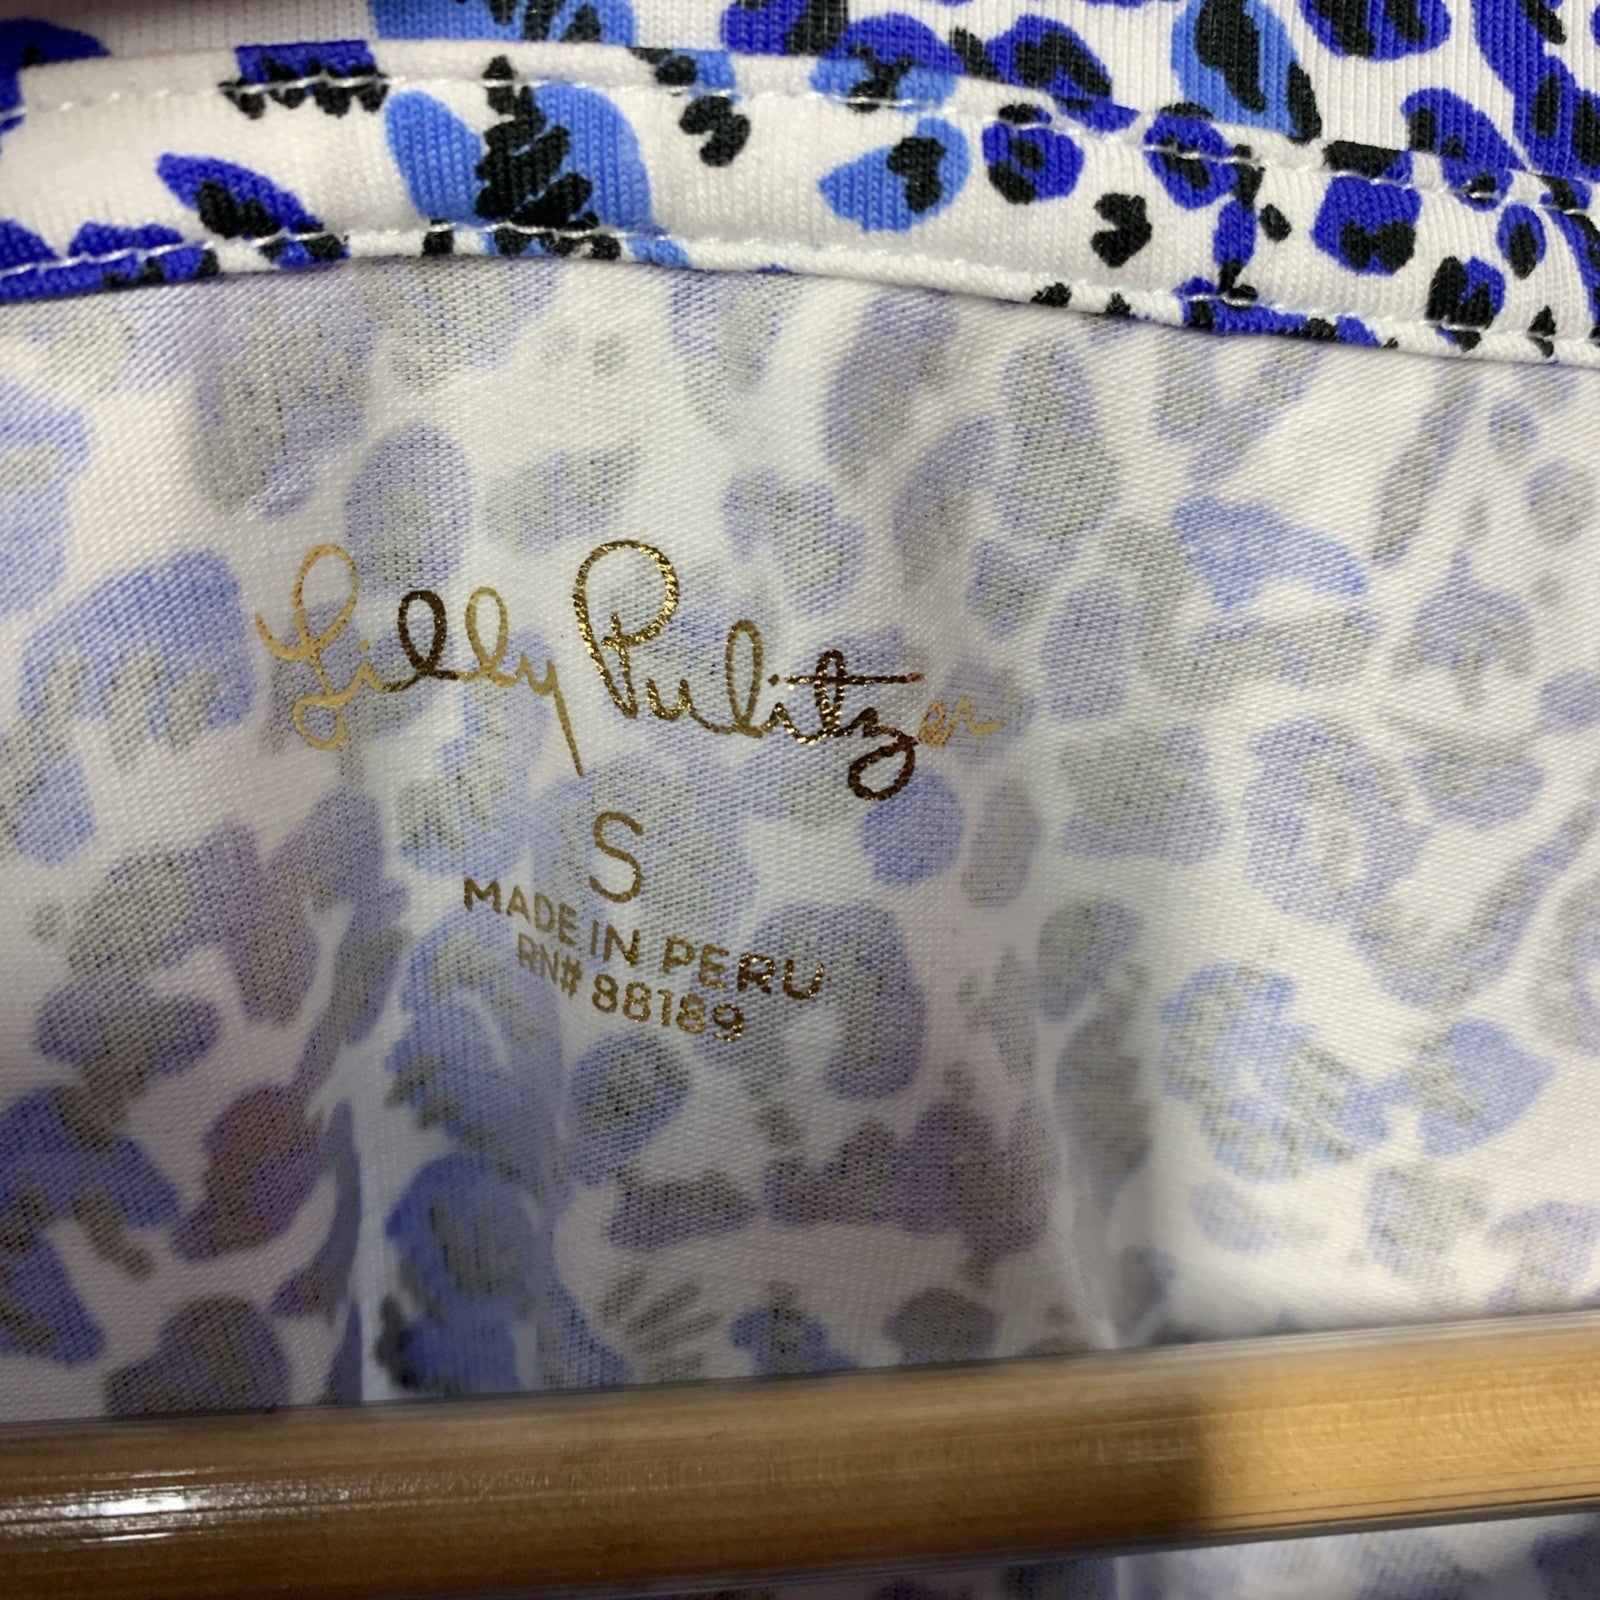 Lilly Pulitzer
S
MADE IN PERU
RN# 88189